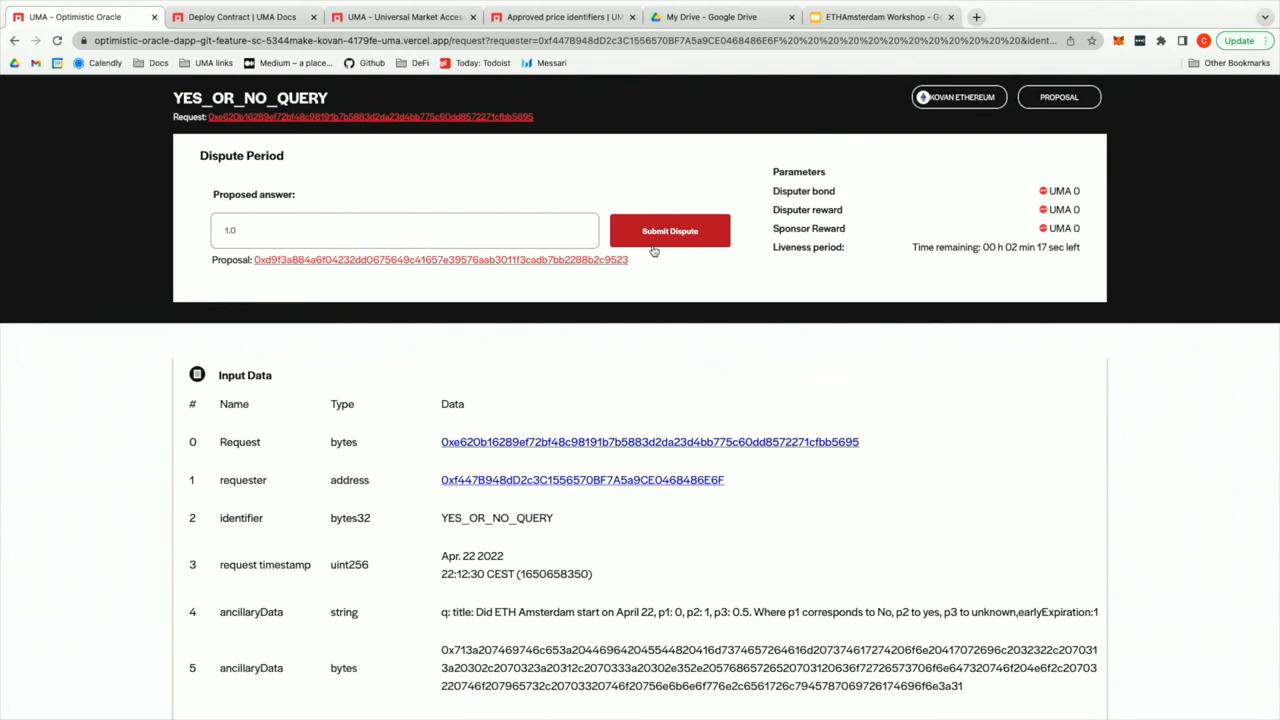 UMA - Optimistic Oracle
Deploy Contract | UMA Docs
UMA - Universal Market Acces
Approved price identifiers | UM
My Drive - Google Drive
ETHAmsterdam Workshop - Go
optimistic-oracle-dapp-git-feature-sc-5344make-kovan-4179fe-uma.vercel.app/request?requester=0xf447B948dD2c3C1556570BF7A5a9CE0468486E6F%20%20%20%20%20%20%20%20%20%20%20%20&ident...
Update
Calendly
Docs
UMA links
Medium – a place...
Github
DeFi
Today: Todoist
Messari
Other Bookmarks
YES_OR_NO_QUERY
KOVAN ETHEREUM
PROPOSAL
Request: 0xe620b16289ef72bf48c98191b7b5883d2da23d4bb775c60dd8572271cfbb5695
Dispute Period
Proposed answer:
1.0
Submit Dispute
Proposal: 0xd9f3a884a6f04232dd0675649c41657e39576aab3011f3cadb7bb2288b2c9523
Parameters
Disputer bond
UMA 0
Disputer reward
UMA 0
Sponsor Reward
UMA 0
Liveness period:
Time remaining: 00 h 02 min 17 sec left
Input Data
# Name Type Data
0 Request bytes 0xe620b16289ef72bf48c98191b7b5883d2da23d4bb775c60dd8572271cfbb5695
1 requester address 0xf447B948dD2c3C1556570BF7A5a9CE0468486E6F
2 identifier bytes32 YES_OR_NO_QUERY
3 request timestamp uint256 Apr. 22 2022
22:12:30 CEST (1650658350)
4 ancillaryData string q: title: Did ETH Amsterdam start on April 22, p1: 0, p2: 1, p3: 0.5. Where p1 corresponds to No, p2 to yes, p3 to unknown,earlyExpiration:1
5 ancillaryData bytes
0x713a207469746c653a204469642045544820416d7374657264616d207374617274206f6e20417072696c2032322c207031
3a20302c2070323a20312c2070333a20302e352e20576865726520703120636f72726573706f6e647320746f204e6f2c20703
220746f207965732c20703320746f20756e6b6e6f776e2c6561726c7945787069726174696f6e3a31